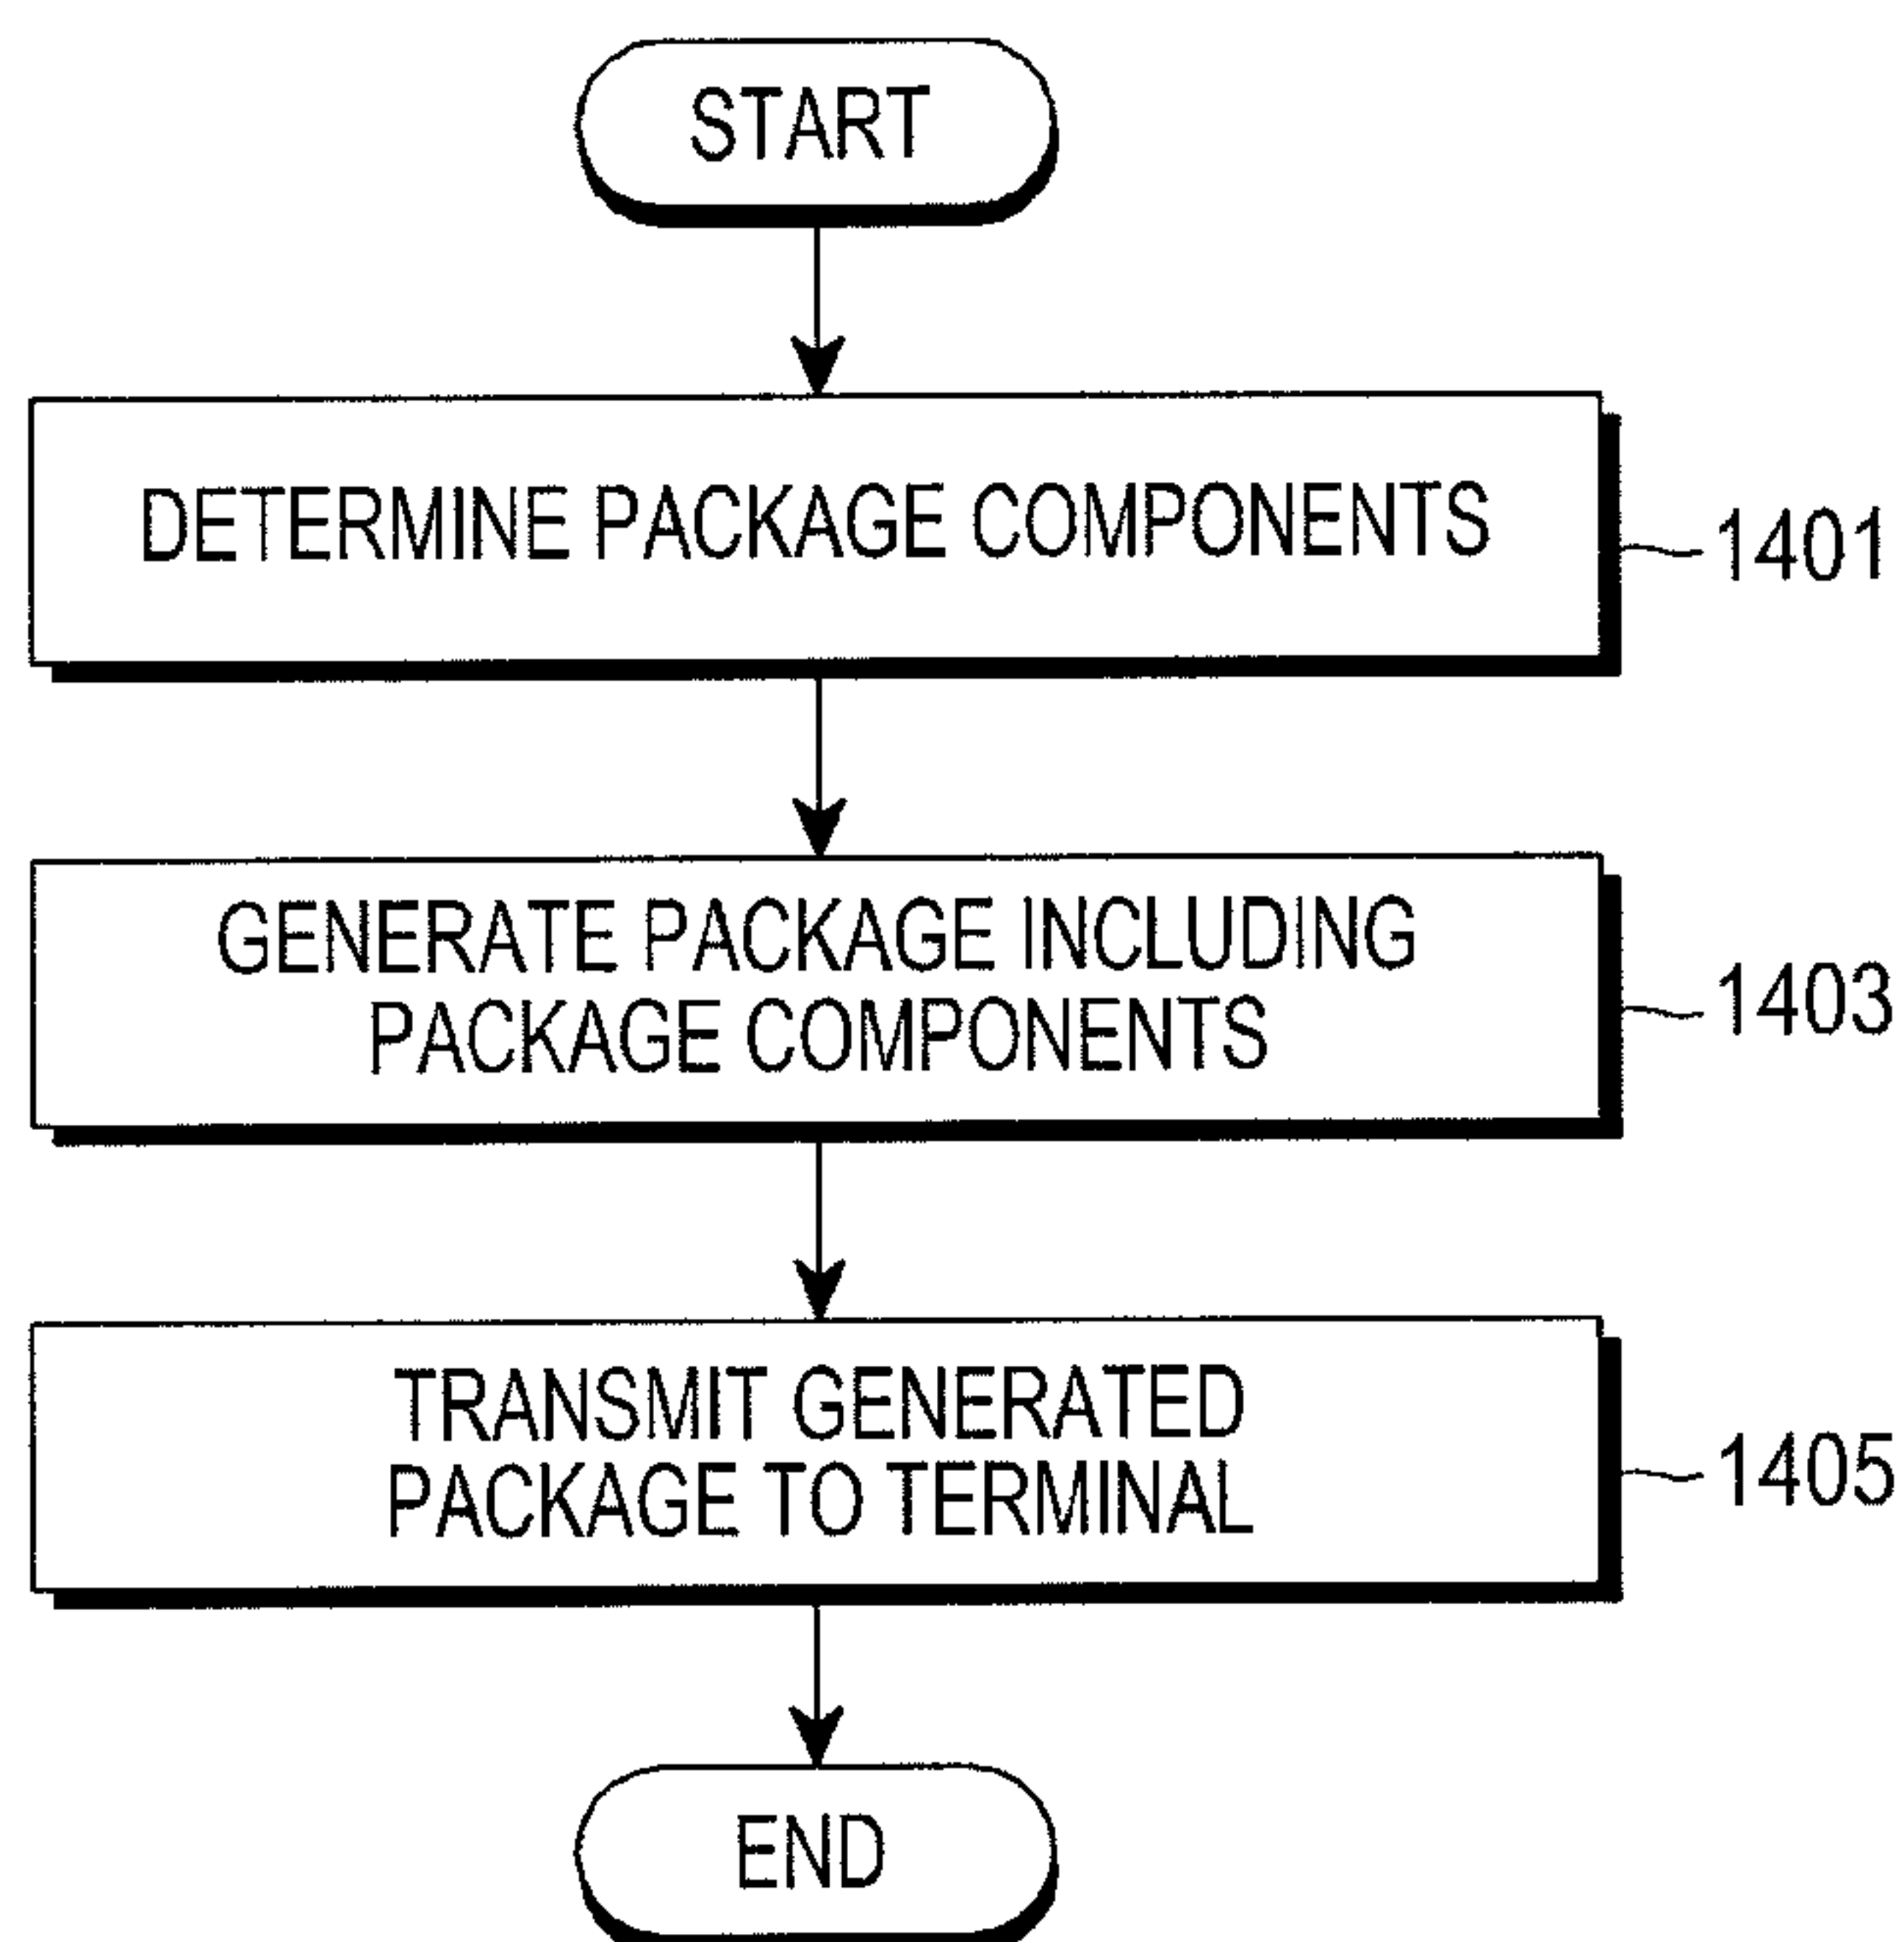 START
DETERMINE PACKAGE COMPONENTS
1401
GENERATE PACKAGE INCLUDING
PACKAGE COMPONENTS
1403
TRANSMIT GENERATED
PACKAGE TO TERMINAL
1405
END